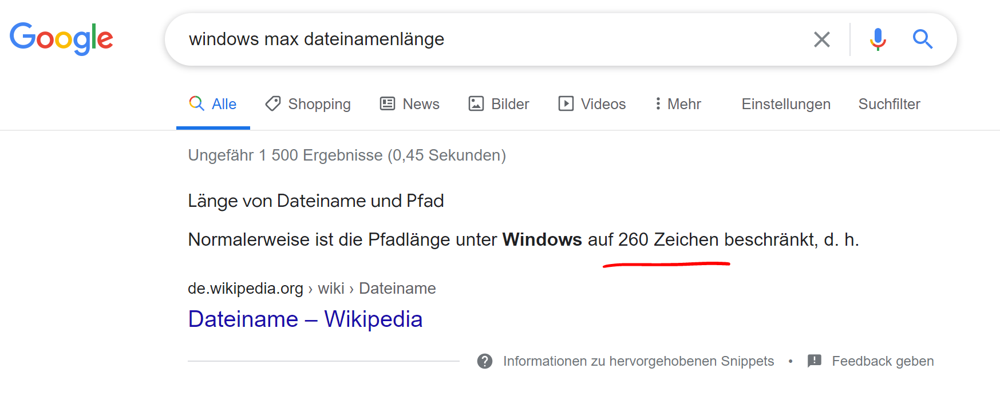 Google
windows max dateinamenlänge
Alle Shopping News Bilder Videos Mehr Einstellungen Suchfilter
Ungefähr 1 500 Ergebnisse (0,45 Sekunden)
Länge von Dateiname und Pfad
Normalerweise ist die Pfadlänge unter Windows auf 260 Zeichen beschränkt, d. h.
de.wikipedia.org › wiki › Dateiname
Dateiname – Wikipedia
Informationen zu hervorgehobenen Snippets • Feedback geben